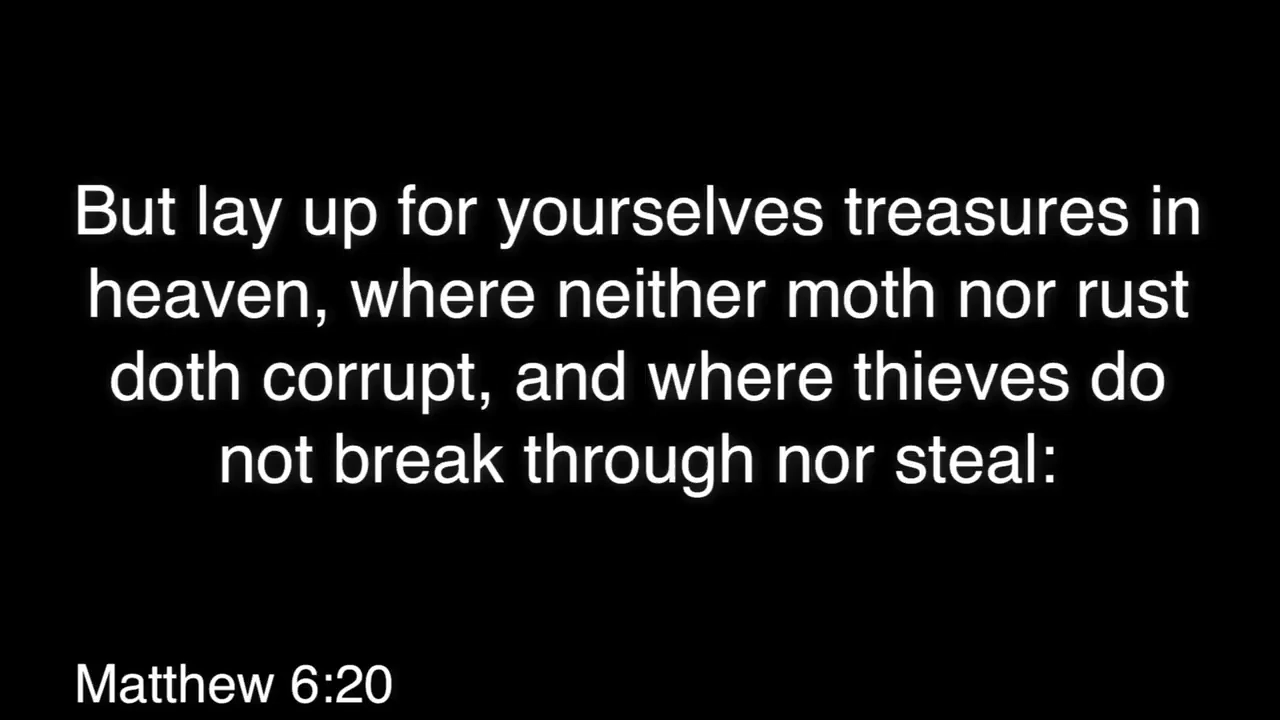 But lay up for yourselves treasures in
heaven, where neither moth nor rust
doth corrupt, and where thieves do
not break through nor steal:
Matthew 6:20